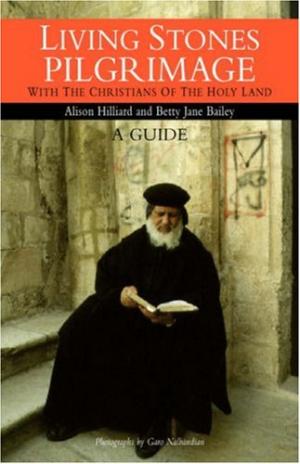 LIVING STONES
PILGRIMAGE
WITH THE CHRISTIANS OF THE HOLY LAND
Alison Hilliard and Betty Jane Bailey
A GUIDE
Photographs by Garo Nalbandian